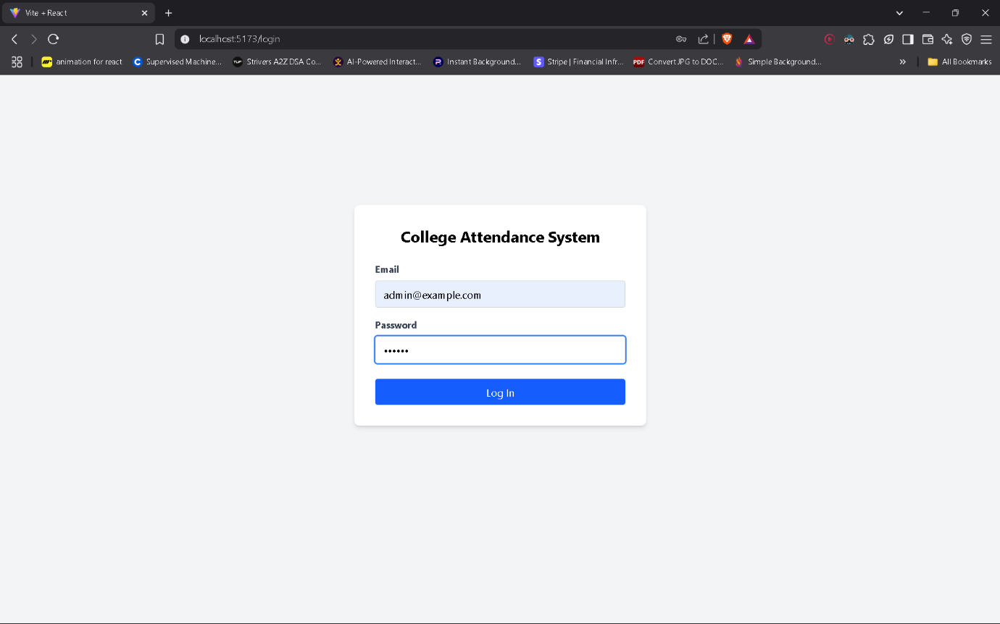 Vite + React
localhost:5173/login
animation for react
Supervised Machine...
TUF
Strivers A2Z DSA Co...
AI-Powered Interact...
Instant Background...
S
Stripe | Financial Infr...
PDF
Convert JPG to DOC...
Simple Background...
All Bookmarks
College Attendance System
Email
admin@example.com
Password
••••••
Log In